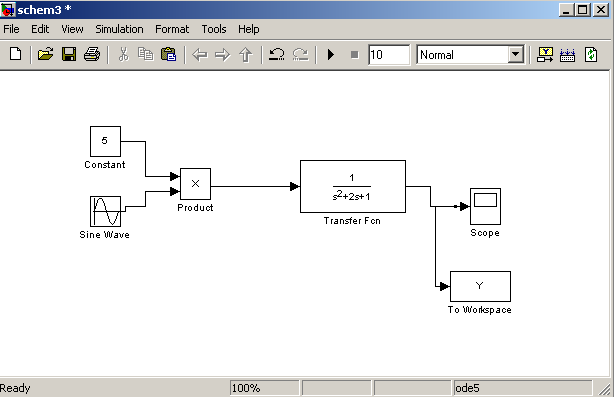 schem3 *
File Edit View Simulation Format Tools Help
10 Normal
5
Constant
Sine Wave
×
Product
1
s²+2s+1
Transfer Fcn
Scope
Y
To Workspace
Ready 100% ode5